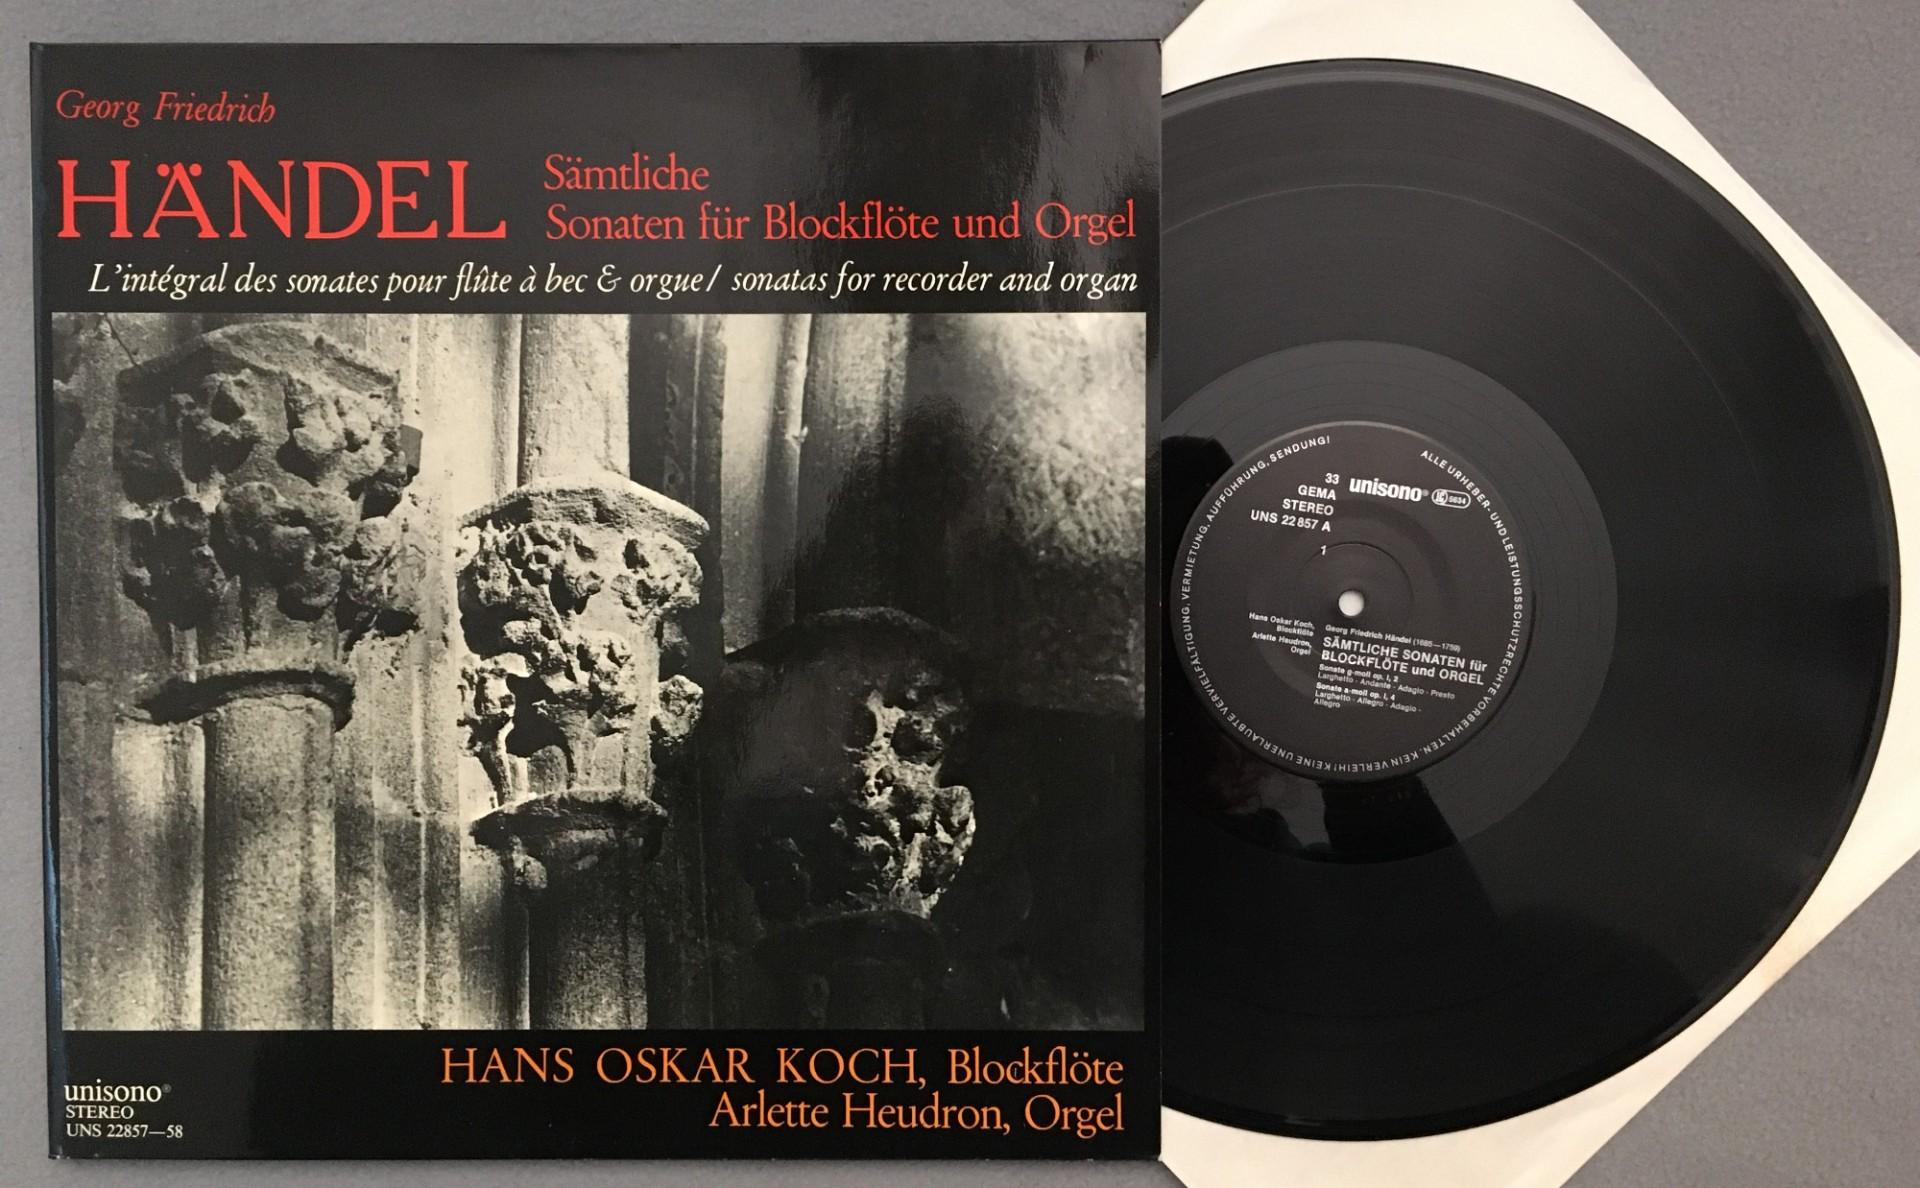 Georg Friedrich
HÄNDEL
Sämtliche
Sonaten für Blockflöte und Orgel
L'intégral des sonates pour flûte à bec & orgue / sonatas for recorder and organ
HANS OSKAR KOCH, Blockflöte
Arlette Heudron, Orgel
unisono®
STEREO
UNS 22857—58
ALLE URHEBER- UND LEISTUNGSSCHUTZRECHTE VORBEHALTEN. KEIN VERLEIH! KEINE UNERLAUBTE VERVIELFÄLTIGUNG, VERMIETUNG, AUFFÜHRUNG, SENDUNG!
33
GEMA
STEREO
UNS 22857 A
1
unisono® LC 5634
Hans Oskar Koch,
Blockflöte
Arlette Heudron,
Orgel
Georg Friedrich Händel (1685—1759)
SÄMTLICHE SONATEN für
BLOCKFLÖTE und ORGEL
Sonate g-moll op. I, 2
Larghetto - Andante - Adagio - Presto
Sonate a-moll op. I, 4
Larghetto - Allegro - Adagio -
Allegro